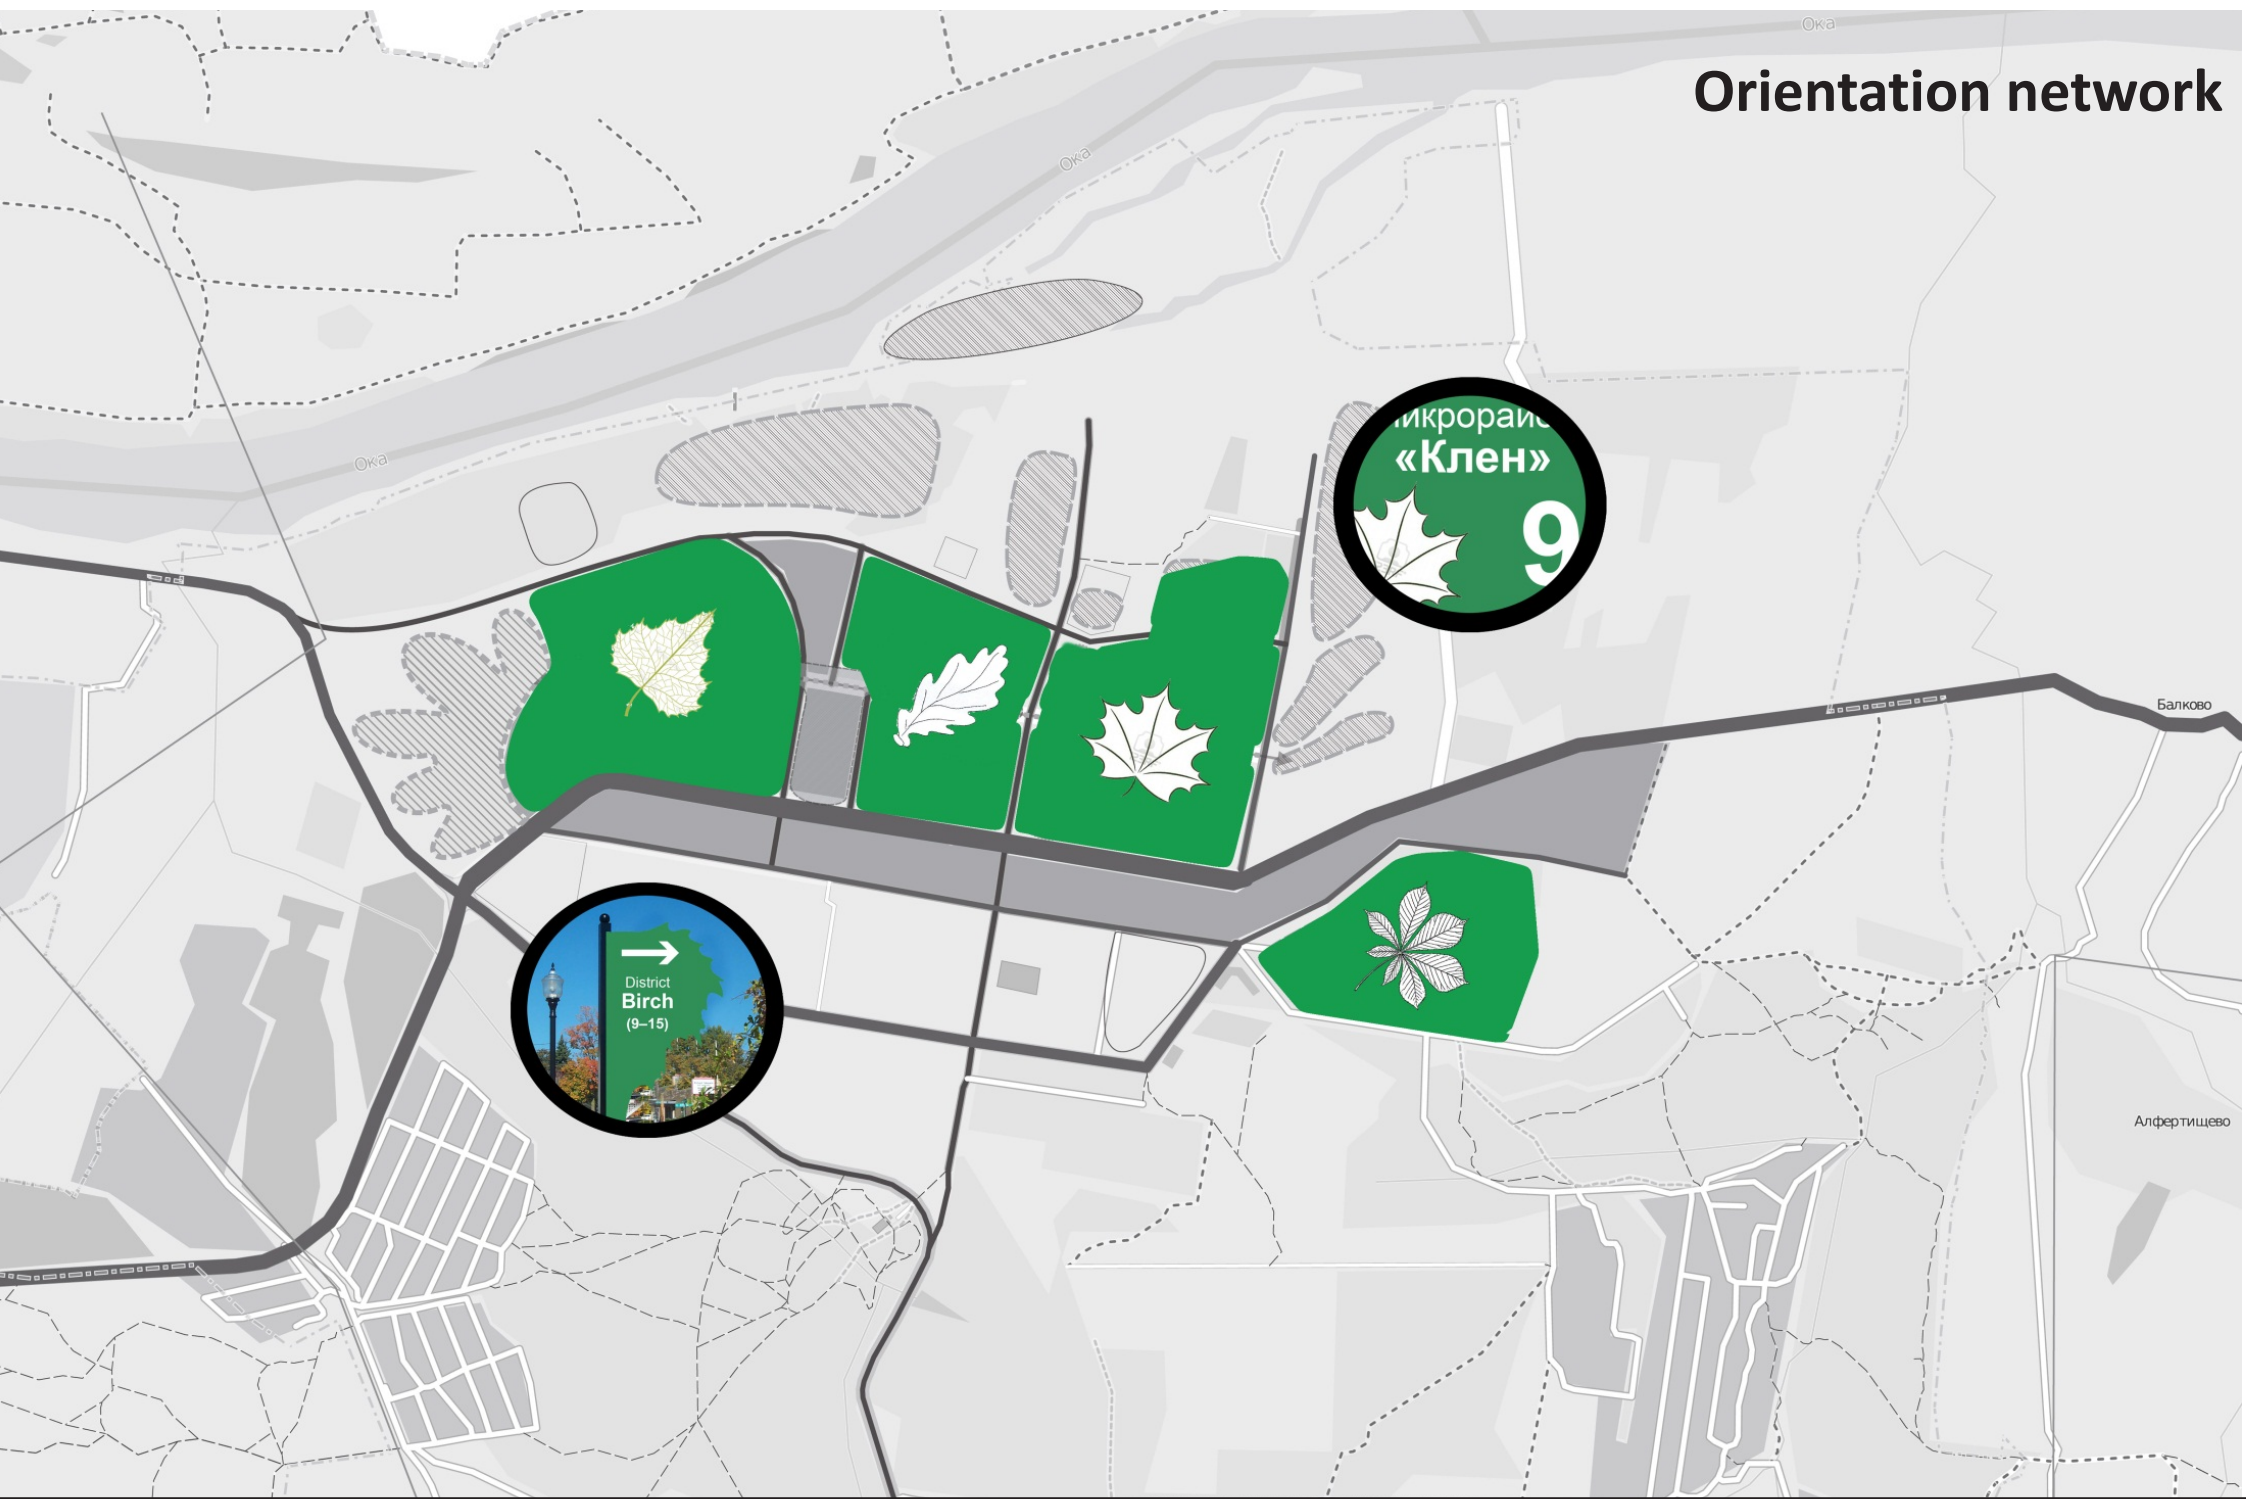 Ока
Orientation network
Ока
икрорайо
«Клен»
9
Ока
Балково
District
Birch
(9–15)
Алфертищево